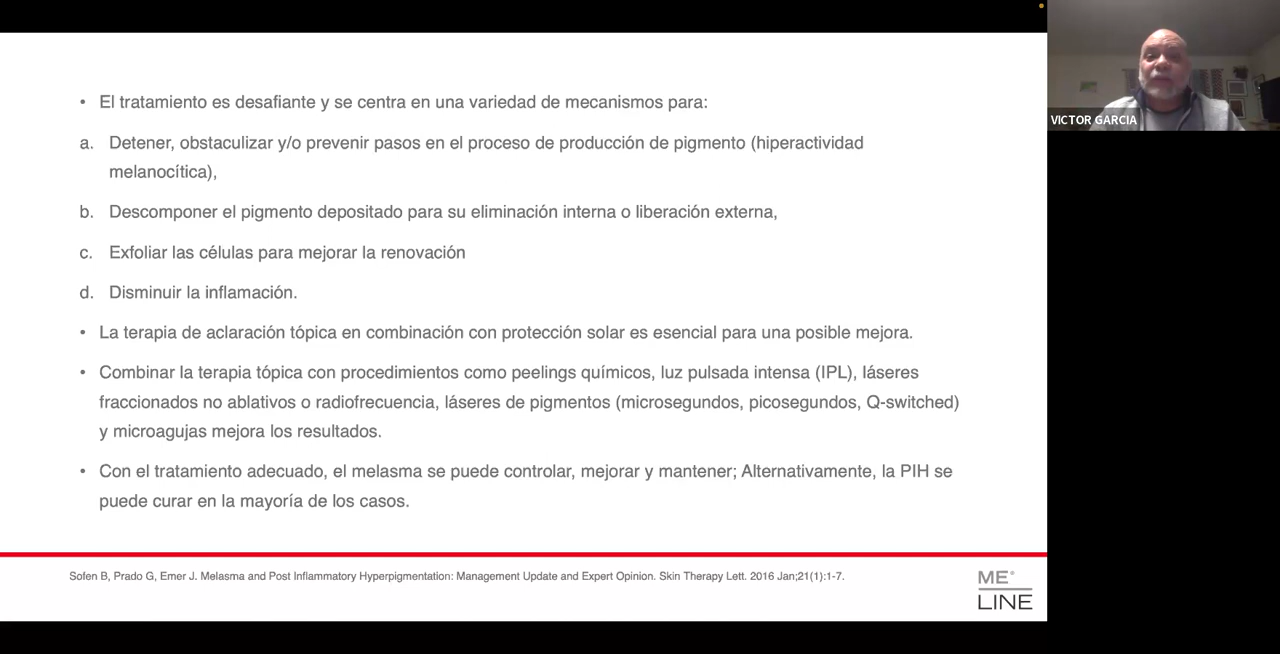 • El tratamiento es desafiante y se centra en una variedad de mecanismos para:
a. Detener, obstaculizar y/o prevenir pasos en el proceso de producción de pigmento (hiperactividad
melanocítica),
b. Descomponer el pigmento depositado para su eliminación interna o liberación externa,
c. Exfoliar las células para mejorar la renovación
d. Disminuir la inflamación.
• La terapia de aclaración tópica en combinación con protección solar es esencial para una posible mejora.
• Combinar la terapia tópica con procedimientos como peelings químicos, luz pulsada intensa (IPL), láseres
fraccionados no ablativos o radiofrecuencia, láseres de pigmentos (microsegundos, picosegundos, Q-switched)
y microagujas mejora los resultados.
• Con el tratamiento adecuado, el melasma se puede controlar, mejorar y mantener; Alternativamente, la PIH se
puede curar en la mayoría de los casos.
Sofen B, Prado G, Emer J. Melasma and Post Inflammatory Hyperpigmentation: Management Update and Expert Opinion. Skin Therapy Lett. 2016 Jan;21(1):1-7.
ME°
LINE
VICTOR GARCIA